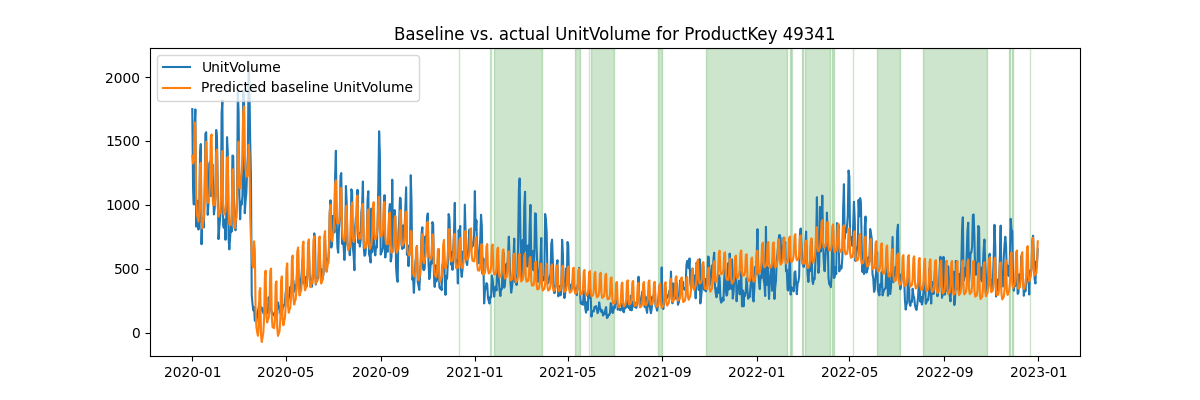 Baseline vs. actual UnitVolume for ProductKey 49341
UnitVolume
Predicted baseline UnitVolume
2000
1500
1000
500
0
2020-01 2020-05 2020-09 2021-01 2021-05 2021-09 2022-01 2022-05 2022-09 2023-01